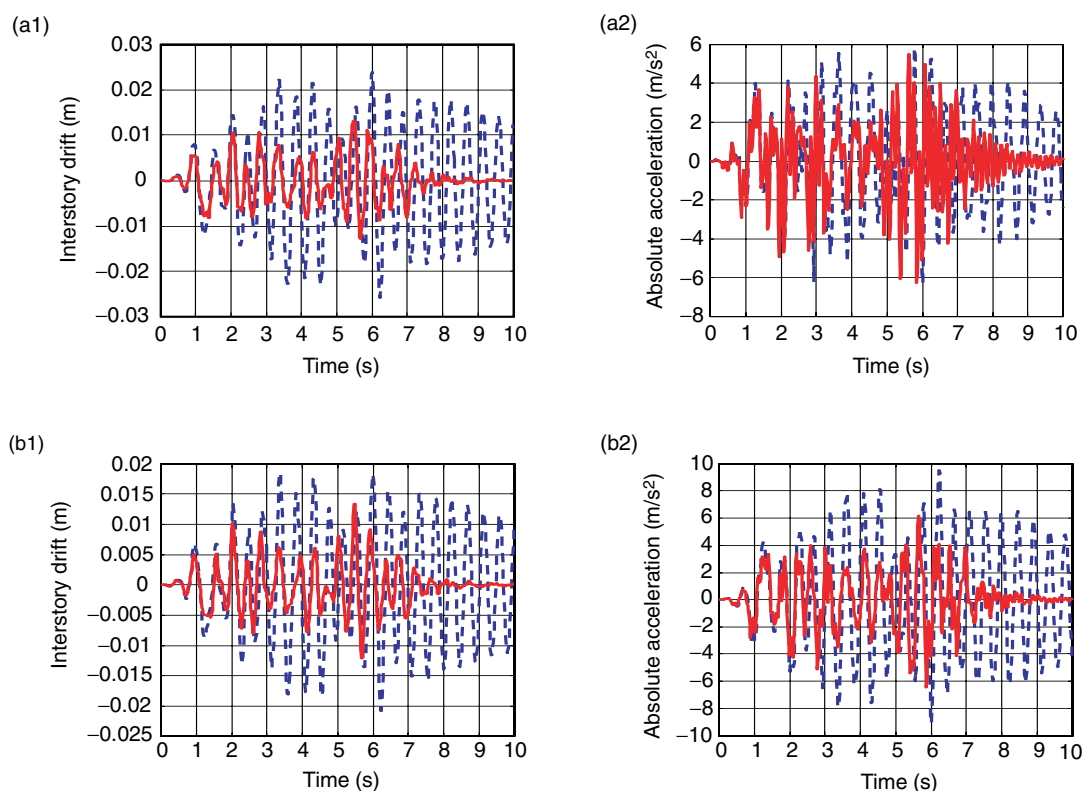 (a1)
Interstory drift (m)
0.03
0.02
0.01
0
−0.01
−0.02
−0.03
0 1 2 3 4 5 6 7 8 9 10
Time (s)
(a2)
Absolute acceleration (m/s²)
6
4
2
0
−2
−4
−6
−8
0 1 2 3 4 5 6 7 8 9 10
Time (s)
(b1)
Interstory drift (m)
0.02
0.015
0.01
0.005
0
−0.005
−0.01
−0.015
−0.02
−0.025
0 1 2 3 4 5 6 7 8 9 10
Time (s)
(b2)
Absolute acceleration (m/s²)
10
8
6
4
2
0
−2
−4
−6
−8
−10
0 1 2 3 4 5 6 7 8 9 10
Time (s)